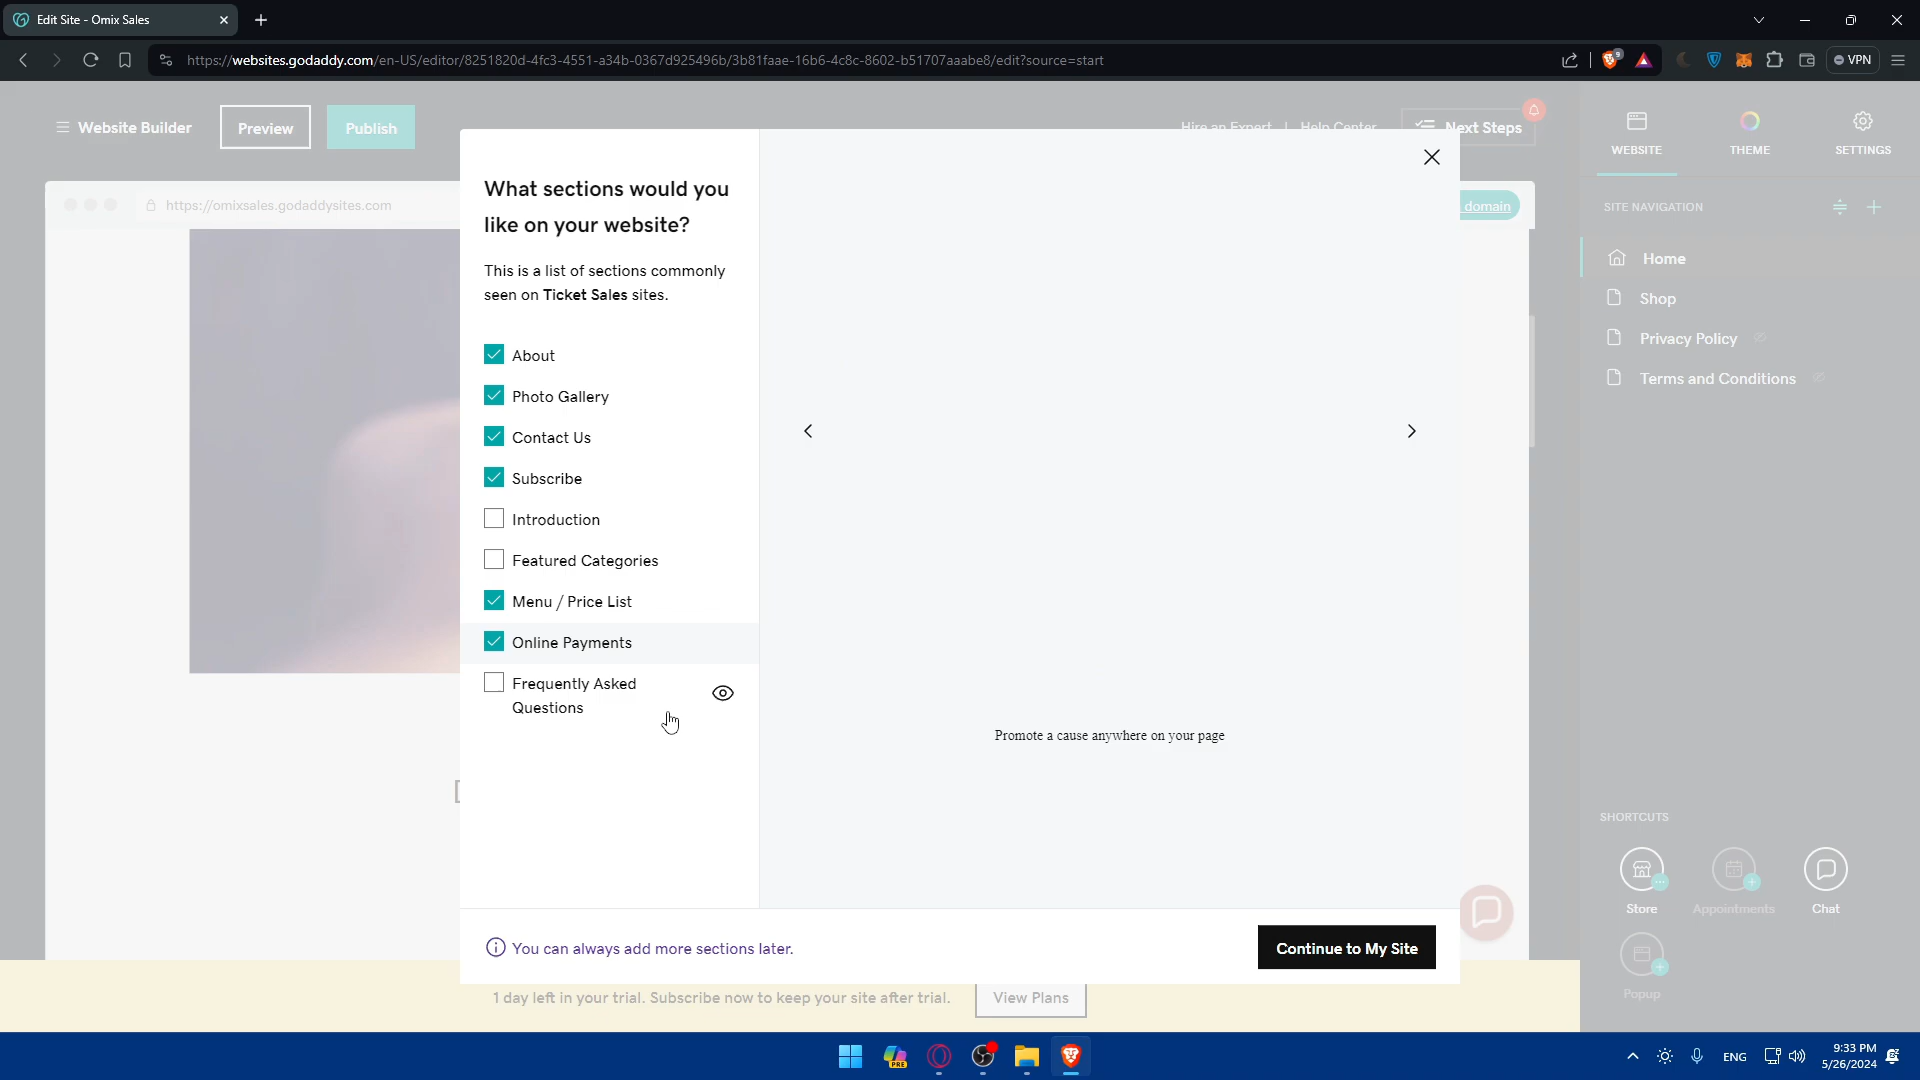 Edit Site - Omix Sales
https://websites.godaddy.com/en-US/editor/8251820d-4fc3-4551-a34b-0367d925496b/3b81faae-16b6-4c8c-8602-b51707aaabe8/edit?source=start
9
VPN
Website Builder
Preview
Publish
Hire an Expert | Help Center
Next Steps
WEBSITE
THEME
SETTINGS
https://omixsales.godaddysites.com
domain
SITE NAVIGATION
Home
Shop
Privacy Policy
Terms and Conditions
What sections would you
like on your website?
This is a list of sections commonly
seen on Ticket Sales sites.
About
Photo Gallery
Contact Us
Subscribe
Introduction
Featured Categories
Menu / Price List
Online Payments
Frequently Asked
Questions
Promote a cause anywhere on your page
You can always add more sections later.
Continue to My Site
SHORTCUTS
Store
Appointments
Chat
Popup
1 day left in your trial. Subscribe now to keep your site after trial.
View Plans
PRE
ENG
9:33 PM
5/26/2024